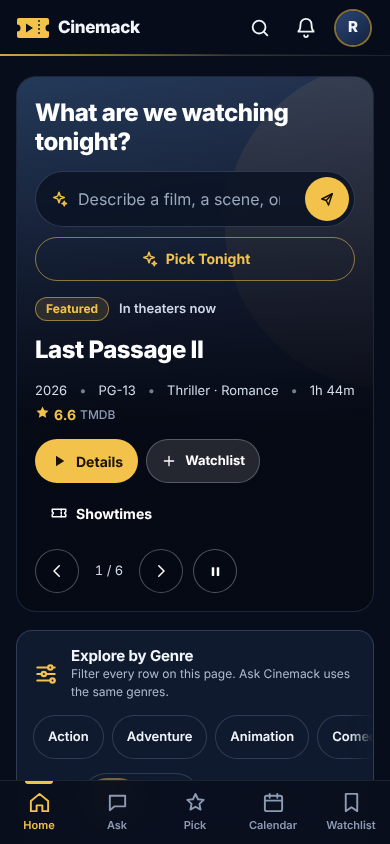 Cinemack
R
What are we watching
tonight?
Describe a film, a scene, or
Pick Tonight
Featured In theaters now
Last Passage II
2026 • PG-13 • Thriller · Romance • 1h 44m
★ 6.6 TMDB
Details
Watchlist
Showtimes
1 / 6
Explore by Genre
Filter every row on this page. Ask Cinemack uses
the same genres.
Action Adventure Animation
Home Ask Pick Calendar Watchlist